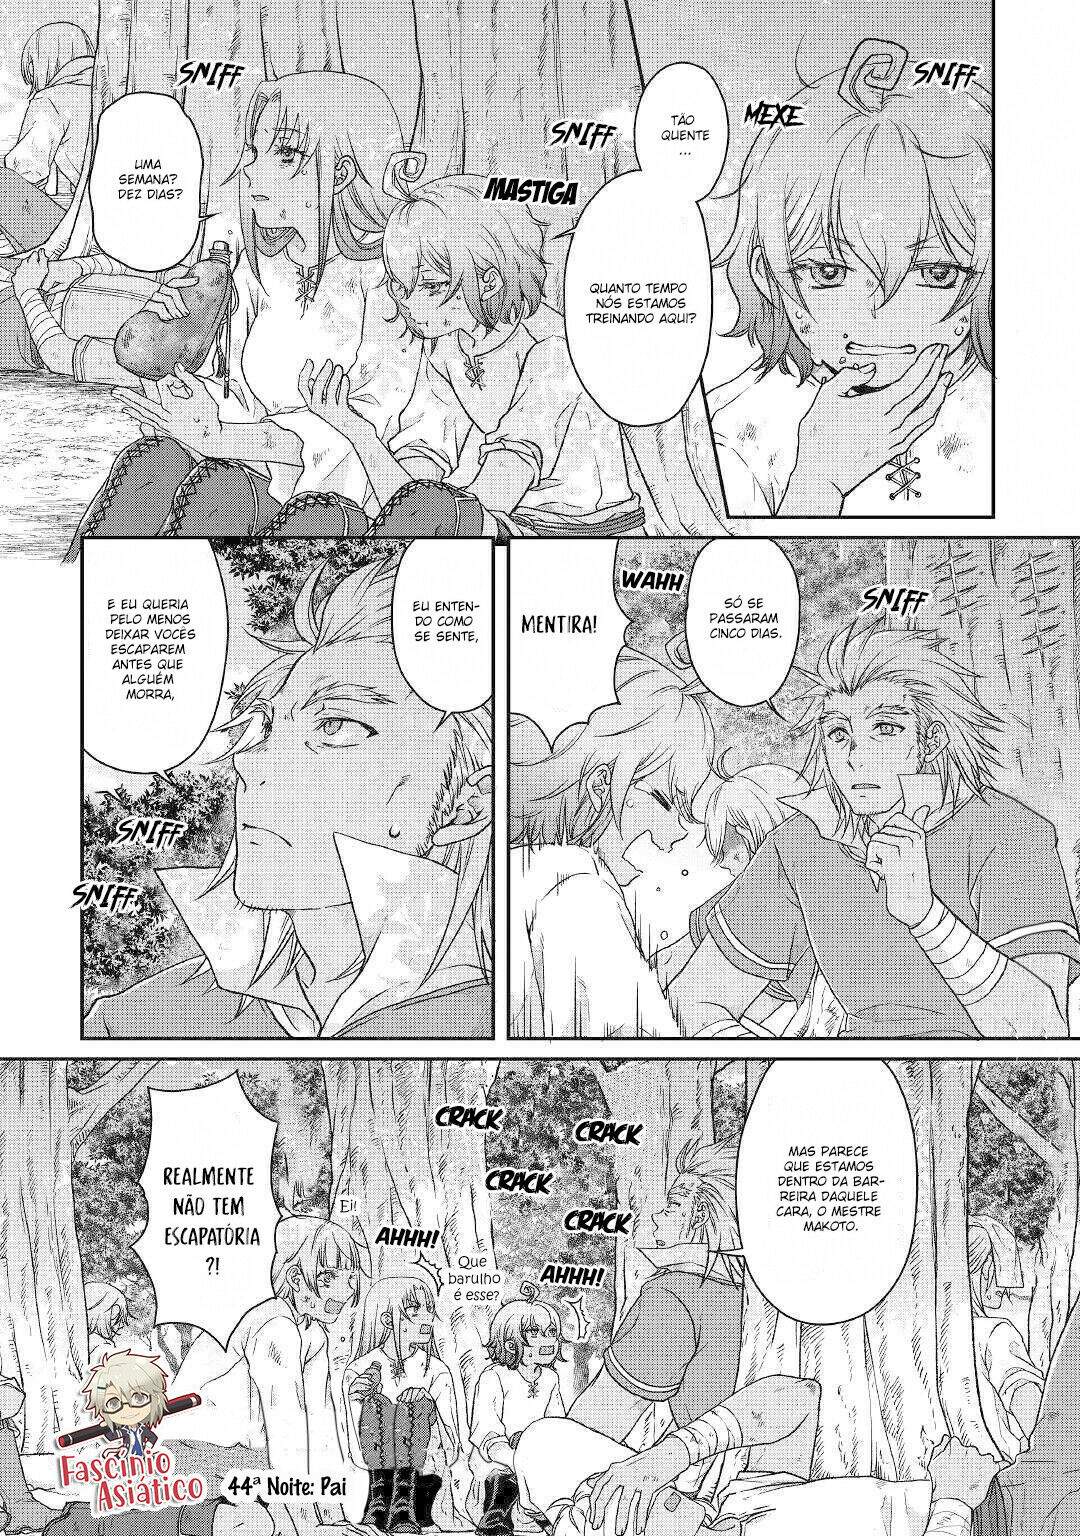 SNIFF
MEXE
TÃO
QUENTE
...
QUANTO TEMPO
NÓS ESTAMOS
TREINANDO AQUI?
SNIFF
MASTIGA
SNIFF
UMA
SEMANA?
DEZ DIAS?
SNIFF
SÓ SE
PASSARAM
CINCO DIAS.
WAHH
MENTIRA!
EU ENTEN-
DO COMO
SE SENTE,
E EU QUERIA
PELO MENOS
DEIXAR VOCÊS
ESCAPAREM
ANTES QUE
ALGUÉM
MORRA,
SNIFF
SNIFF
MAS PARECE
QUE ESTAMOS
DENTRO DA BAR-
REIRA DAQUELE
CARA, O MESTRE
MAKOTO.
CRACK
CRACK
CRACK
CRACK
AHHH!
Que
barulho
é esse?
AHHH!
Ei!
REALMENTE
NÃO TEM
ESCAPATÓRIA
?!
Fascínio
Asiático
44ª Noite: Pai